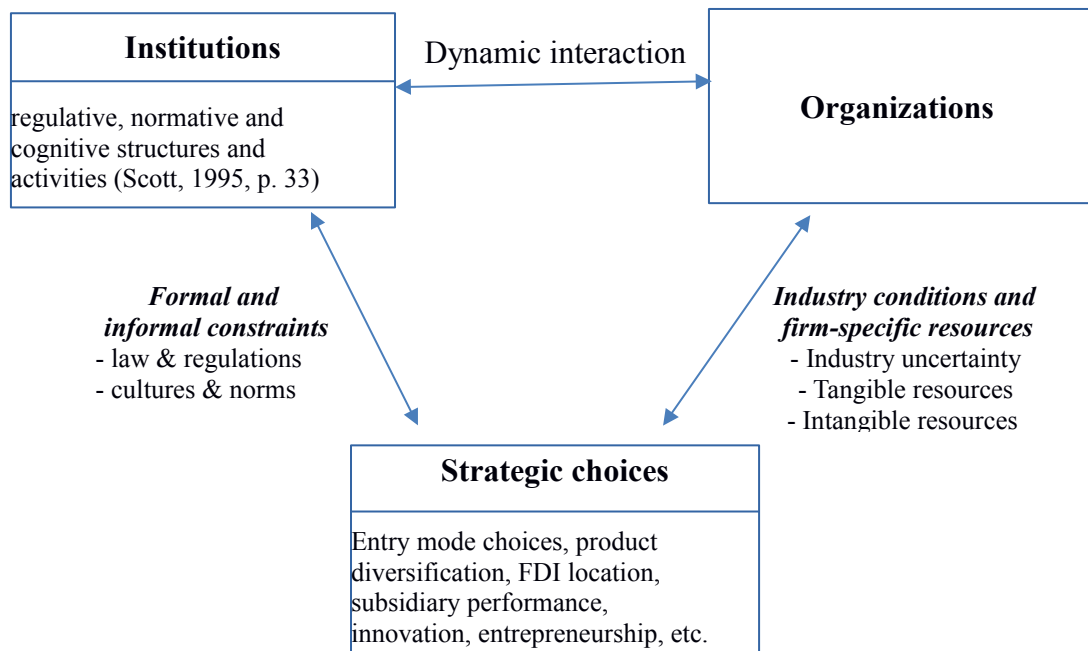 Institutions
regulative, normative and
cognitive structures and
activities (Scott, 1995, p. 33)
Dynamic interaction
Organizations
Formal and
informal constraints
- law & regulations
- cultures & norms
Industry conditions and
firm-specific resources
- Industry uncertainty
- Tangible resources
- Intangible resources
Strategic choices
Entry mode choices, product
diversification, FDI location,
subsidiary performance,
innovation, entrepreneurship, etc.